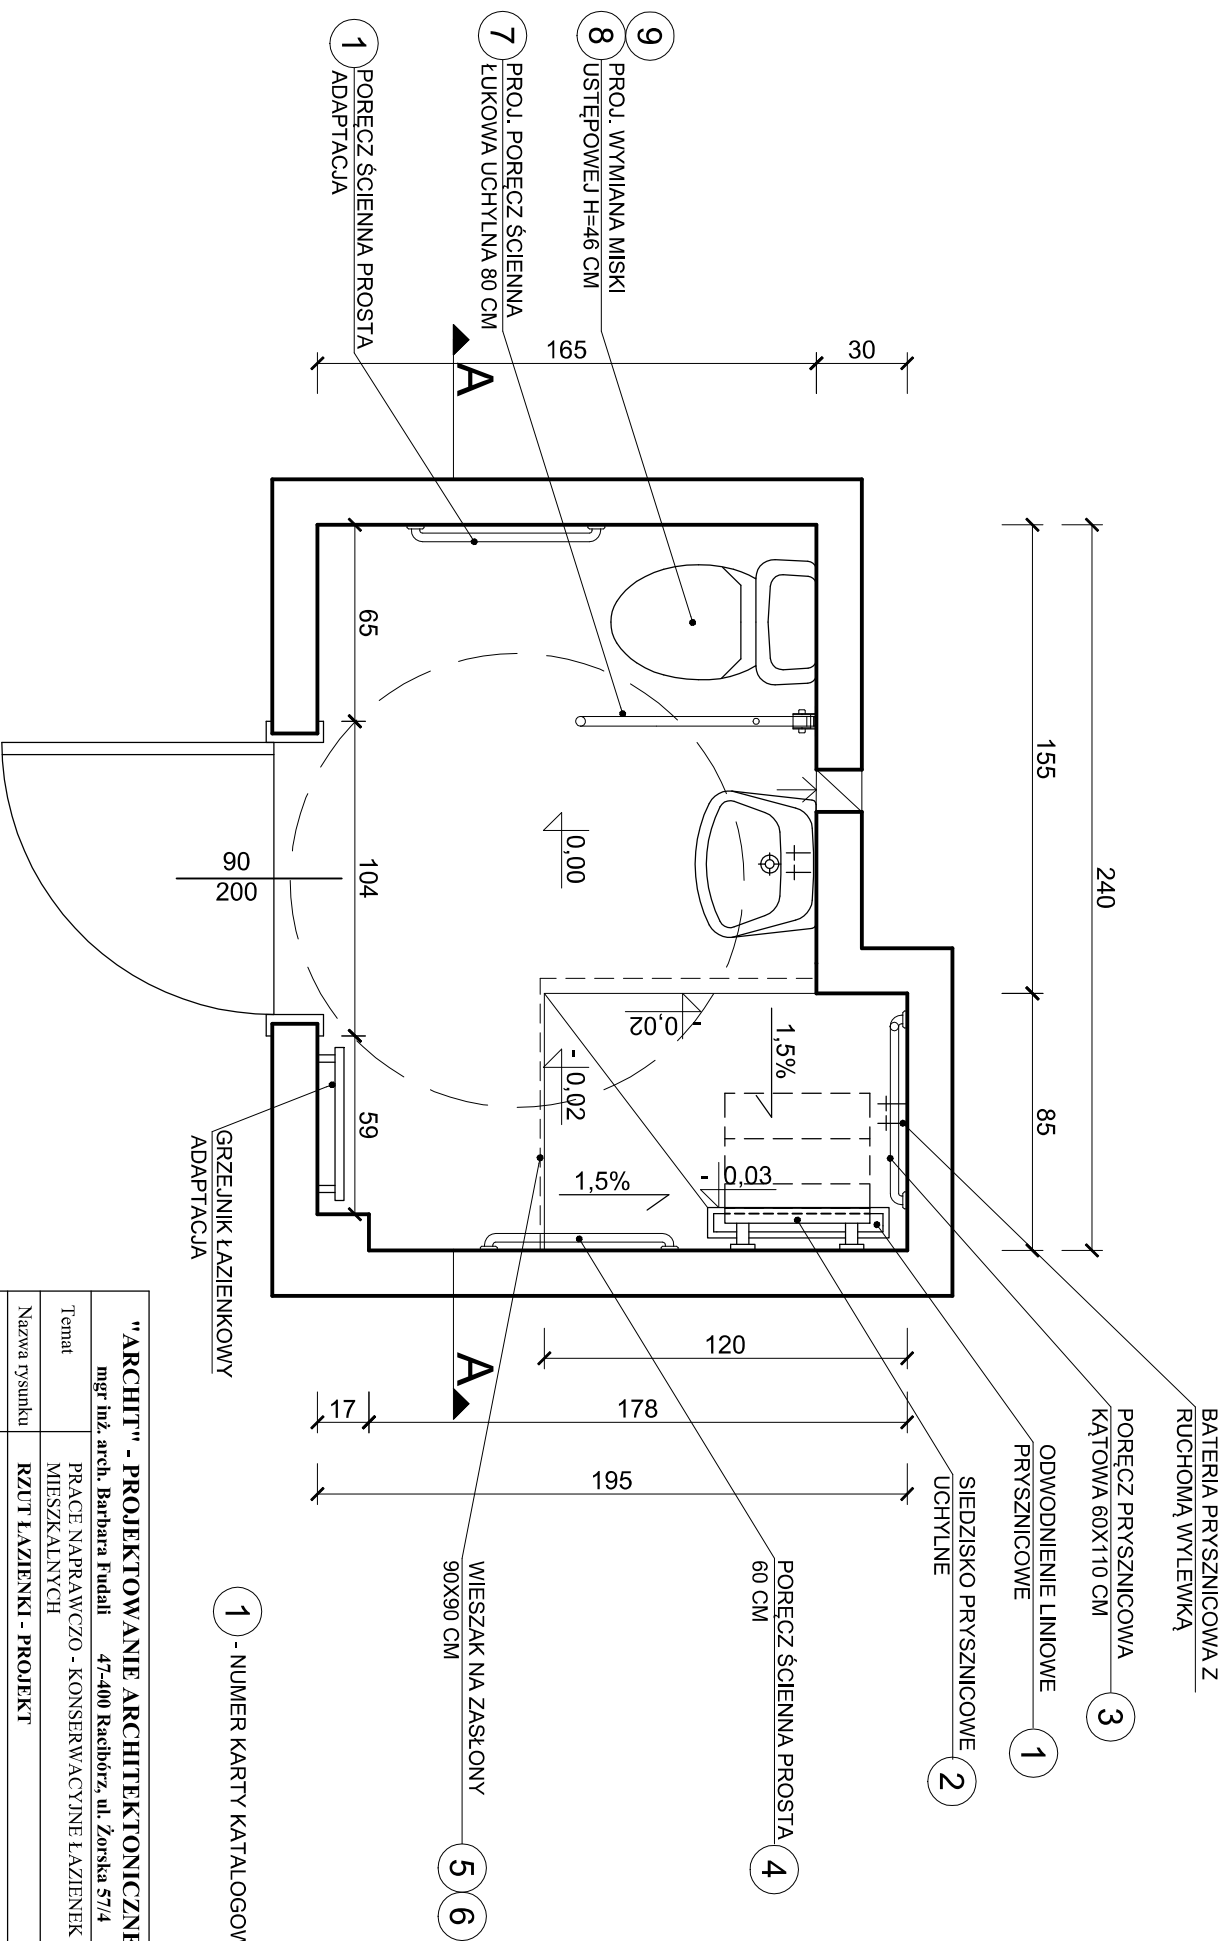 9
8
PROJ. WYMIANA MISKI
USTĘPOWEJ H=46 CM
7
PROJ. PORĘCZ ŚCIENNA
ŁUKOWA UCHYLNA 80 CM
1
PORĘCZ ŚCIENNA PROSTA
ADAPTACJA
165
30
A
240
155
85
65
104
59
90
200
0,00
- 0,02
- 0,02
- 0,03
1,5%
1,5%
GRZEJNIK ŁAZIENKOWY
ADAPTACJA
120
A
17
178
195
BATERIA PRYSZNICOWA Z
RUCHOMĄ WYLEWKĄ
PORĘCZ PRYSZNICOWA
KĄTOWA 60X110 CM
3
ODWODNIENIE LINIOWE
PRYSZNICOWE
1
SIEDZISKO PRYSZNICOWE
UCHYLNE
2
PORĘCZ ŚCIENNA PROSTA
60 CM
4
WIESZAK NA ZASŁONY
90X90 CM
5
6
1
- NUMER KARTY KATALOGOW
"ARCHIT" - PROJEKTOWANIE ARCHITEKTONICZNE
mgr inż. arch. Barbara Fudali 47-400 Racibórz, ul. Żorska 57/4
Temat
PRACE NAPRAWCZO - KONSERWACYJNE ŁAZIENEK
MIESZKALNYCH
Nazwa rysunku
RZUT ŁAZIENKI - PROJEKT